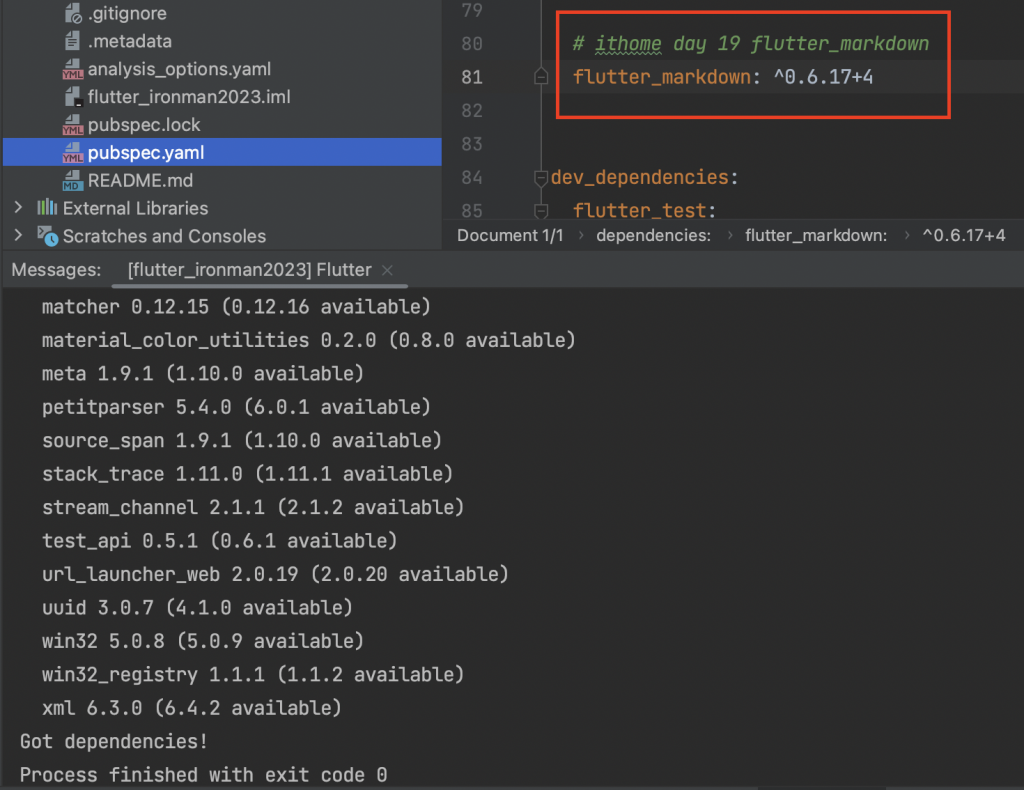 .gitignore
.metadata
YML analysis_options.yaml
flutter_ironman2023.iml
YML pubspec.lock
YML pubspec.yaml
MD README.md
External Libraries
Scratches and Consoles
79
80 # ithome day 19 flutter_markdown
81 flutter_markdown: ^0.6.17+4
82
83
84 dev_dependencies:
85 flutter_test:
Document 1/1 › dependencies: › flutter_markdown: › ^0.6.17+4
Messages: [flutter_ironman2023] Flutter ×
matcher 0.12.15 (0.12.16 available)
material_color_utilities 0.2.0 (0.8.0 available)
meta 1.9.1 (1.10.0 available)
petitparser 5.4.0 (6.0.1 available)
source_span 1.9.1 (1.10.0 available)
stack_trace 1.11.0 (1.11.1 available)
stream_channel 2.1.1 (2.1.2 available)
test_api 0.5.1 (0.6.1 available)
url_launcher_web 2.0.19 (2.0.20 available)
uuid 3.0.7 (4.1.0 available)
win32 5.0.8 (5.0.9 available)
win32_registry 1.1.1 (1.1.2 available)
xml 6.3.0 (6.4.2 available)
Got dependencies!
Process finished with exit code 0